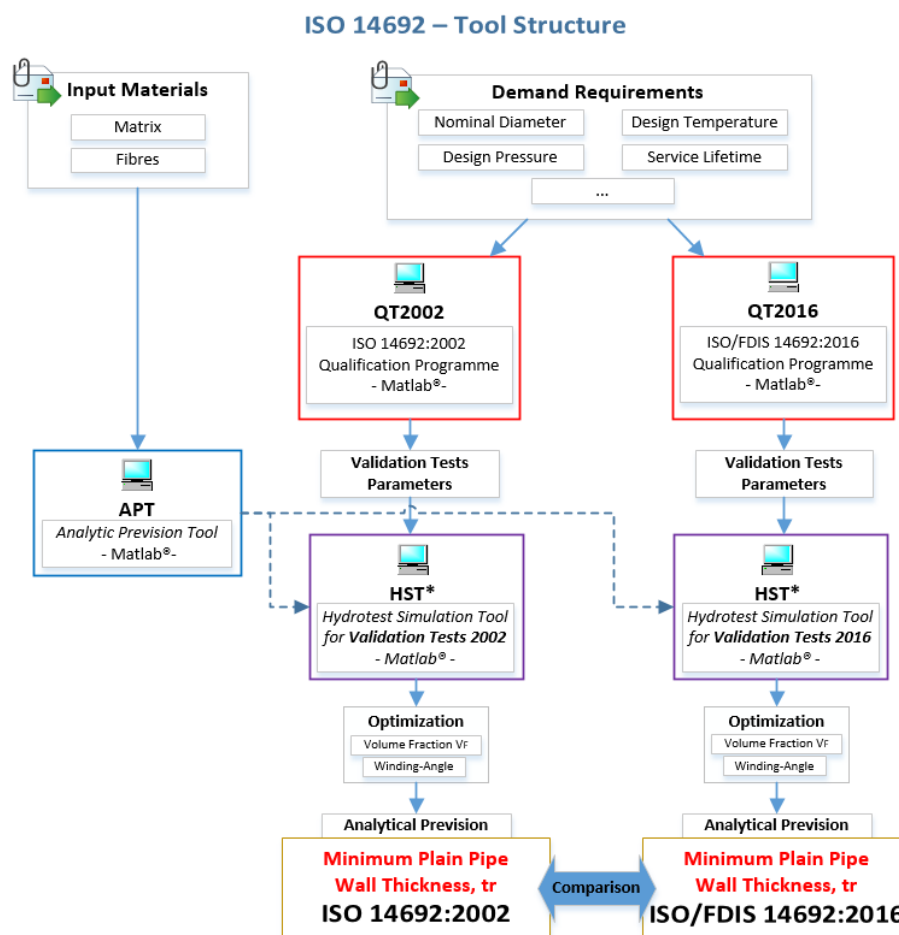 ISO 14692 – Tool Structure
Input Materials
Matrix
Fibres
Demand Requirements
Nominal Diameter
Design Temperature
Design Pressure
Service Lifetime
...
QT2002
ISO 14692:2002
Qualification Programme
- Matlab®-
QT2016
ISO/FDIS 14692:2016
Qualification Programme
- Matlab®-
Validation Tests
Parameters
Validation Tests
Parameters
APT
Analytic Prevision Tool
- Matlab®-
HST*
Hydrotest Simulation Tool
for Validation Tests 2002
- Matlab® -
HST*
Hydrotest Simulation Tool
for Validation Tests 2016
- Matlab® -
Optimization
Volume Fraction VF
Winding-Angle
Optimization
Volume Fraction VF
Winding-Angle
Analytical Prevision
Minimum Plain Pipe
Wall Thickness, tr
ISO 14692:2002
Comparison
Analytical Prevision
Minimum Plain Pipe
Wall Thickness, tr
ISO/FDIS 14692:2016